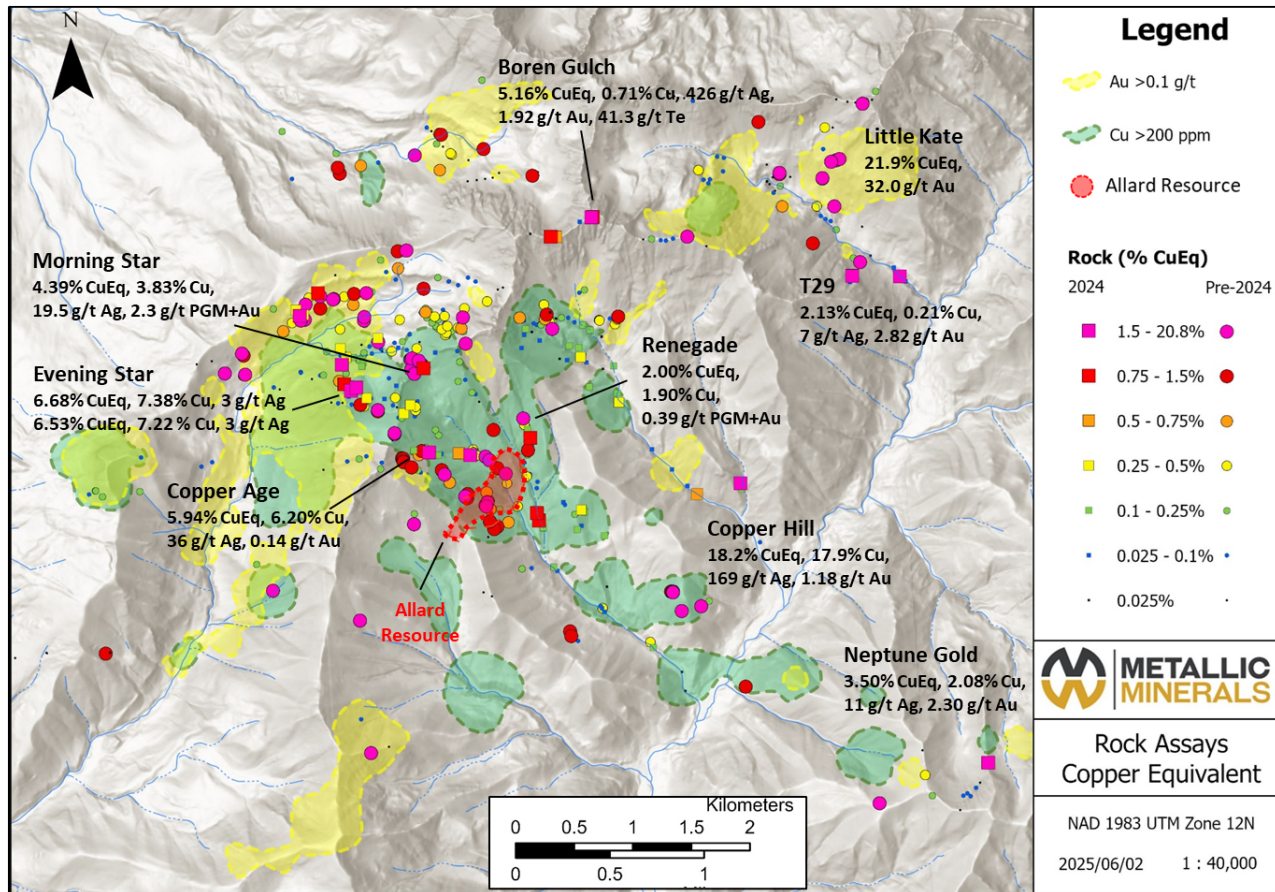 N
Boren Gulch
5.16% CuEq, 0.71% Cu, 426 g/t Ag,
1.92 g/t Au, 41.3 g/t Te
Little Kate
21.9% CuEq,
32.0 g/t Au
Morning Star
4.39% CuEq, 3.83% Cu,
19.5 g/t Ag, 2.3 g/t PGM+Au
T29
2.13% CuEq, 0.21% Cu,
7 g/t Ag, 2.82 g/t Au
Renegade
2.00% CuEq,
1.90% Cu,
0.39 g/t PGM+Au
Evening Star
6.68% CuEq, 7.38% Cu, 3 g/t Ag
6.53% CuEq, 7.22 % Cu, 3 g/t Ag
Copper Age
5.94% CuEq, 6.20% Cu,
36 g/t Ag, 0.14 g/t Au
Copper Hill
18.2% CuEq, 17.9% Cu,
169 g/t Ag, 1.18 g/t Au
Allard
Resource
Neptune Gold
3.50% CuEq, 2.08% Cu,
11 g/t Ag, 2.30 g/t Au
Kilometers
0 0.5 1 1.5 2
0 0.5 1
Legend
Au >0.1 g/t
Cu >200 ppm
Allard Resource
Rock (% CuEq)
2024 Pre-2024
1.5 - 20.8%
0.75 - 1.5%
0.5 - 0.75%
0.25 - 0.5%
0.1 - 0.25%
0.025 - 0.1%
0.025%
METALLIC
MINERALS
Rock Assays
Copper Equivalent
NAD 1983 UTM Zone 12N
2025/06/02 1 : 40,000